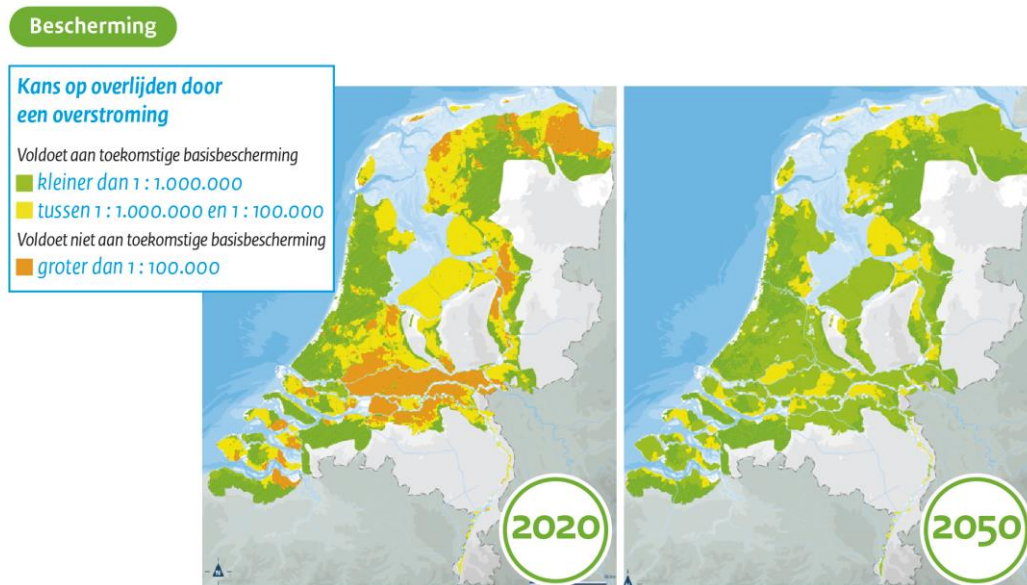 Bescherming
Kans op overlijden door
een overstroming
Voldoet aan toekomstige basisbescherming
kleiner dan 1 : 1.000.000
tussen 1 : 1.000.000 en 1 : 100.000
Voldoet niet aan toekomstige basisbescherming
groter dan 1 : 100.000
2020
2050